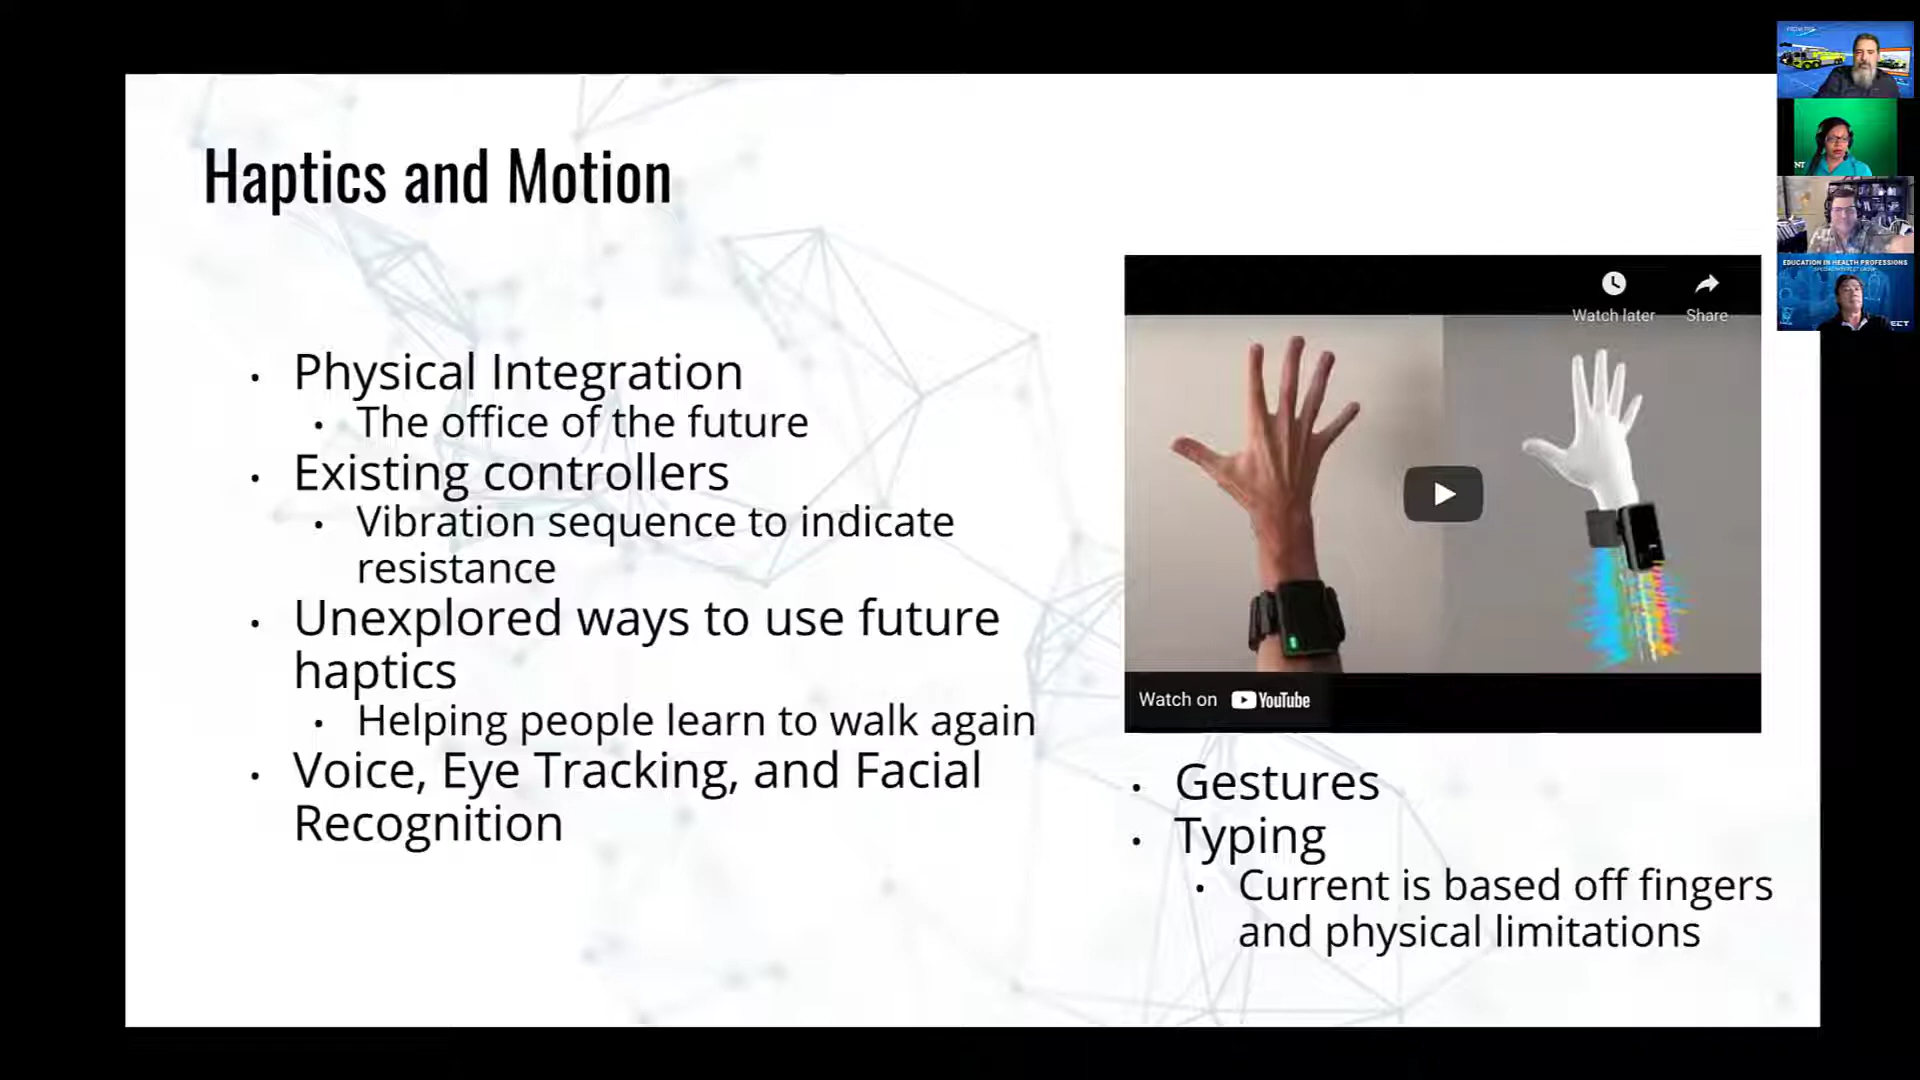 Haptics and Motion
• Physical Integration
• The office of the future
• Existing controllers
• Vibration sequence to indicate
resistance
• Unexplored ways to use future
haptics
• Helping people learn to walk again
• Voice, Eye Tracking, and Facial
Recognition
Watch later
Share
Watch on YouTube
• Gestures
• Typing
• Current is based off fingers
and physical limitations
NT
EDUCATION IN HEALTH PROFESSIONS
ECT